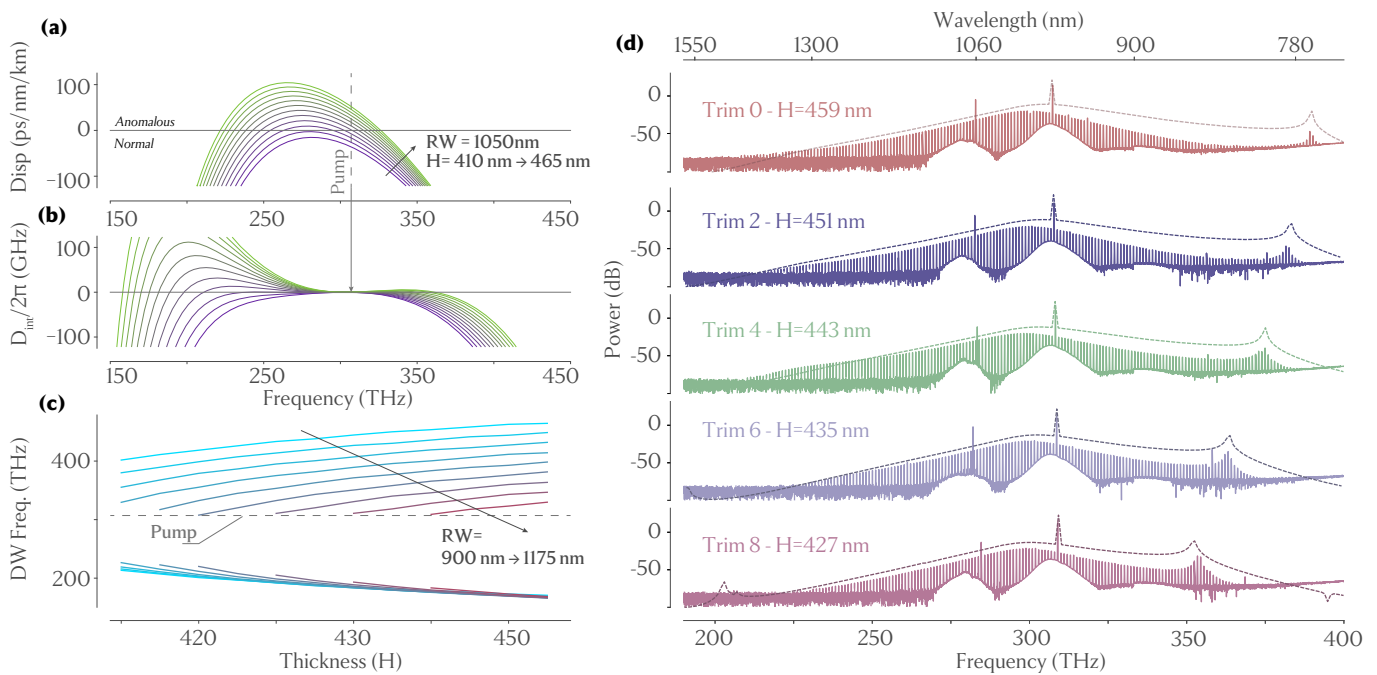 (a)
Disp (ps/nm/km)
100
0
−100
Anomalous
Normal
Pump
RW = 1050nm
H= 410 nm → 465 nm
150
250
350
450
(b)
D_int/2π (GHz)
100
0
−100
150
250
350
450
Frequency (THz)
(c)
DW Freq. (THz)
400
200
Pump
RW=
900 nm → 1175 nm
420
430
450
Thickness (H)
(d)
Wavelength (nm)
1550
1300
1060
900
780
Power (dB)
0
−50
Trim 0 - H=459 nm
0
−50
Trim 2 - H=451 nm
0
−50
Trim 4 - H=443 nm
0
−50
Trim 6 - H=435 nm
0
−50
Trim 8 - H=427 nm
200
250
300
350
400
Frequency (THz)